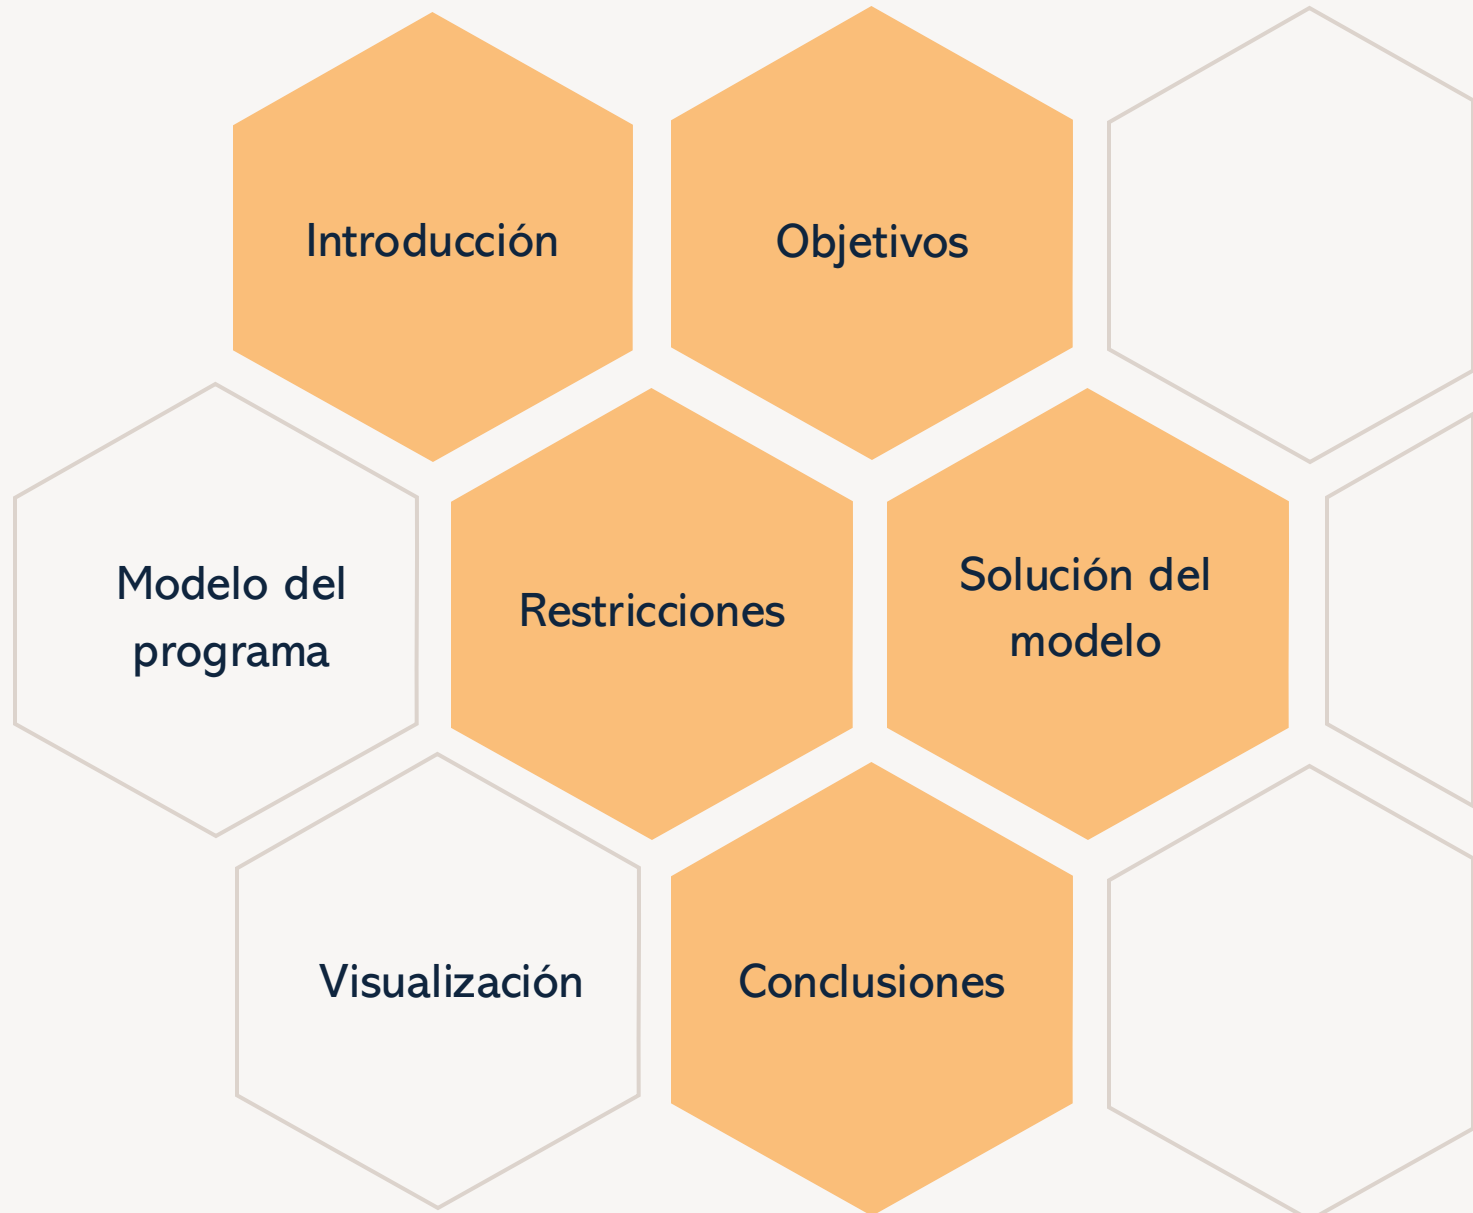 Introducción
Objetivos
Modelo del
programa
Restricciones
Solución del
modelo
Visualización
Conclusiones